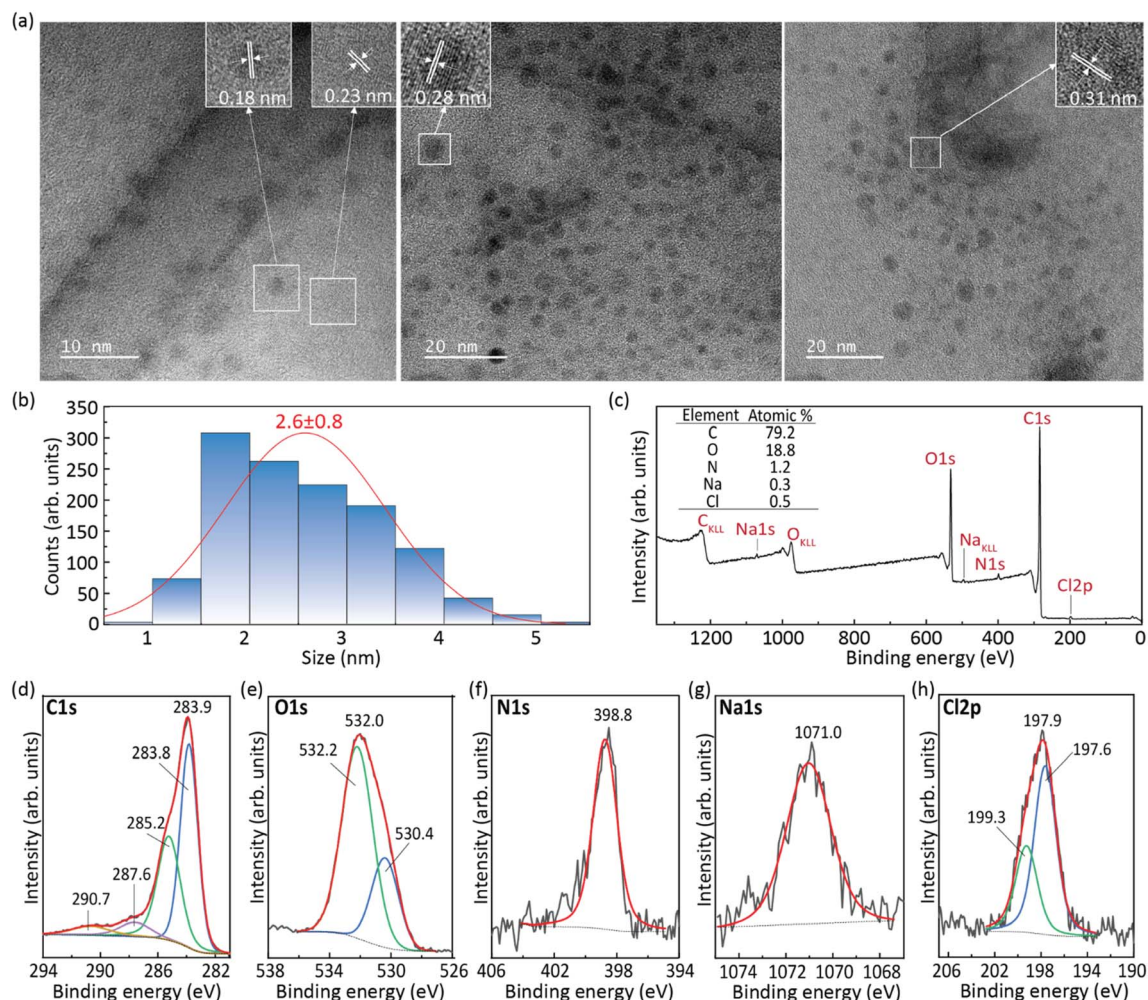 (a)
0.18 nm
0.23 nm
10 nm
0.28 nm
20 nm
0.31 nm
20 nm
(b)
Counts (arb. units)
350
300
250
200
150
100
50
0
2.6±0.8
1 2 3 4 5
Size (nm)
(c)
Intensity (arb. units)
Element Atomic %
C 79.2
O 18.8
N 1.2
Na 0.3
Cl 0.5
C KLL
Na1s
O KLL
O1s
Na KLL
N1s
C1s
Cl2p
1200 1000 800 600 400 200 0
Binding energy (eV)
(d)
C1s
Intensity (arb. units)
283.9
283.8
285.2
287.6
290.7
294 290 286 284 281
Binding energy (eV)
(e)
O1s
Intensity (arb. units)
532.0
532.2
530.4
538 530 526
Binding energy (eV)
(f)
N1s
Intensity (arb. units)
398.8
406 402 398 394
Binding energy (eV)
(g)
Na1s
Intensity (arb. units)
1071.0
1074 1072 1070 1068
Binding energy (eV)
(h)
Cl2p
Intensity (arb. units)
197.9
197.6
199.3
206 202 198 194 190
Binding energy (eV)